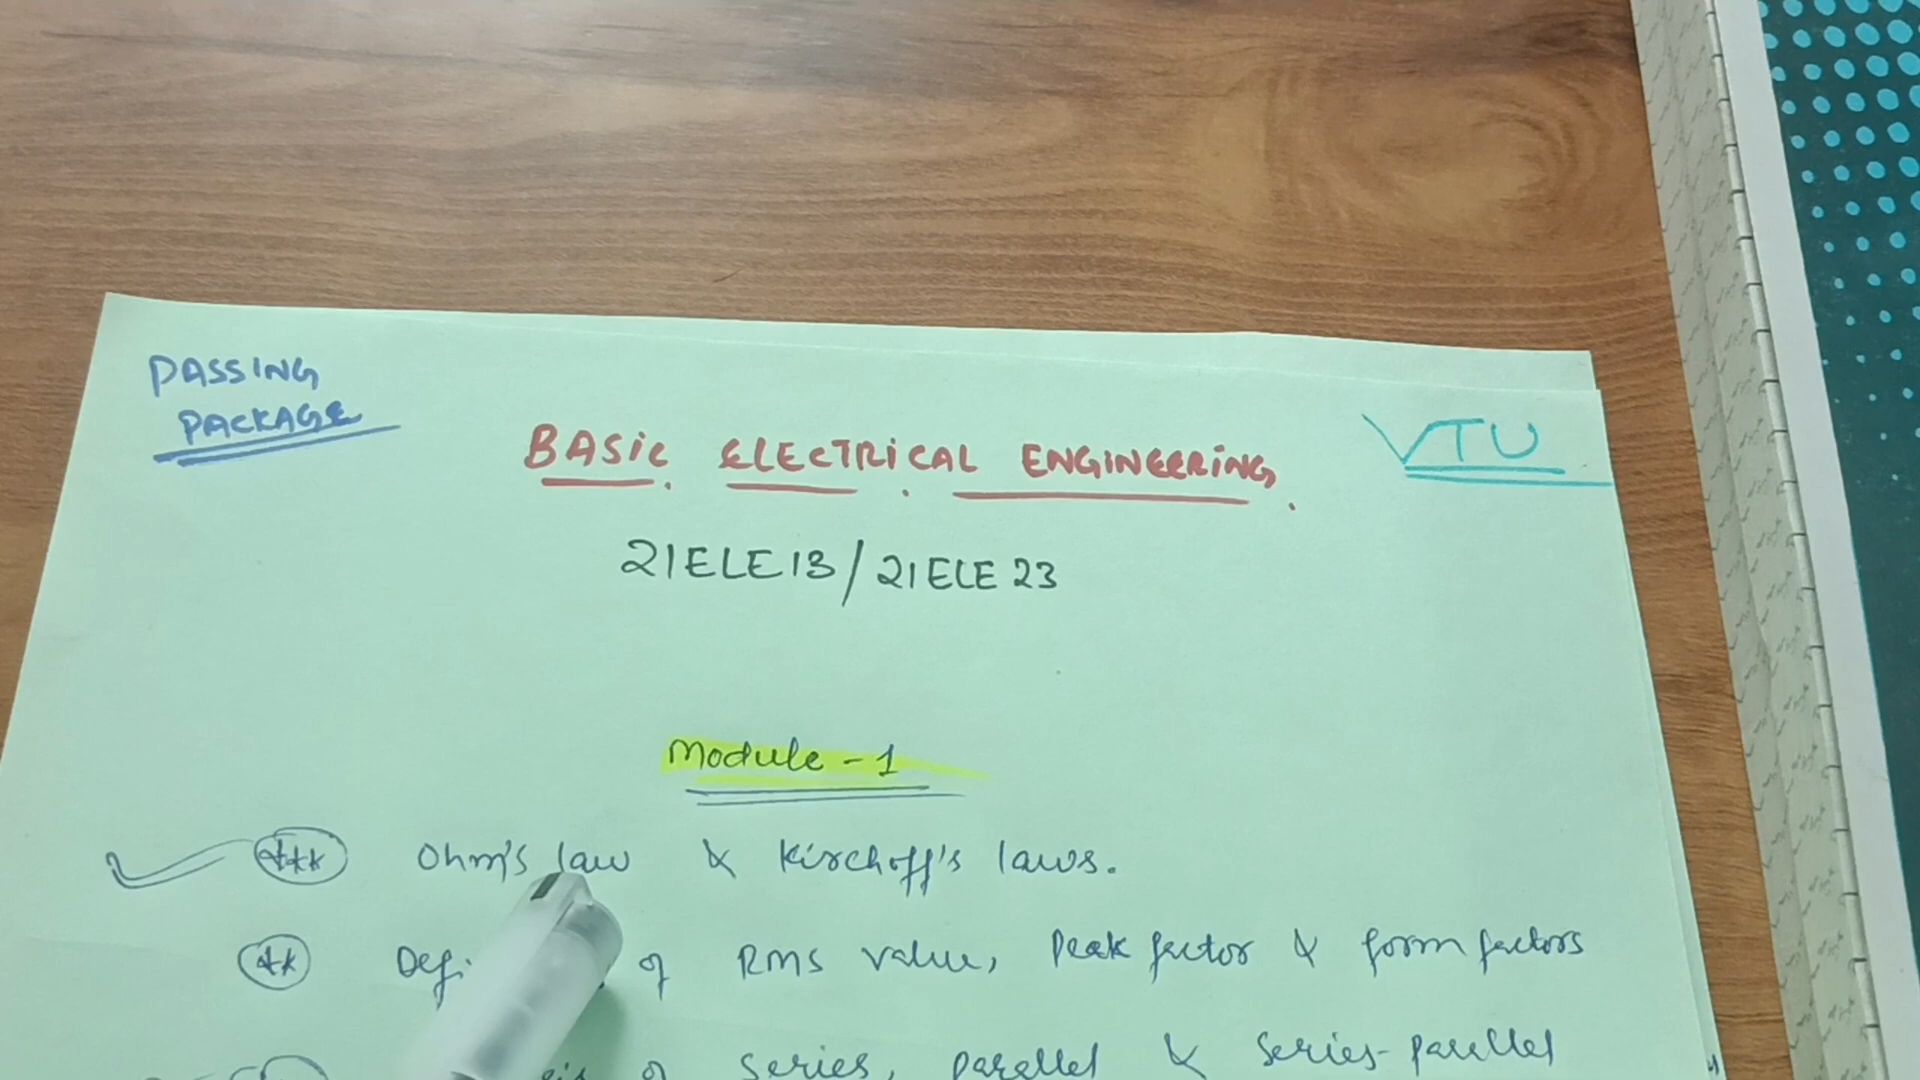 PASSING
PACKAGE
BASiC ELECTRICAL ENGINEERING
VTU
21ELE13/21ELE23
Module-1
*** Ohm's law & Kirchoff's laws.
** of RMS value, Peak factor & form factors
of series, parallel & series-parallel